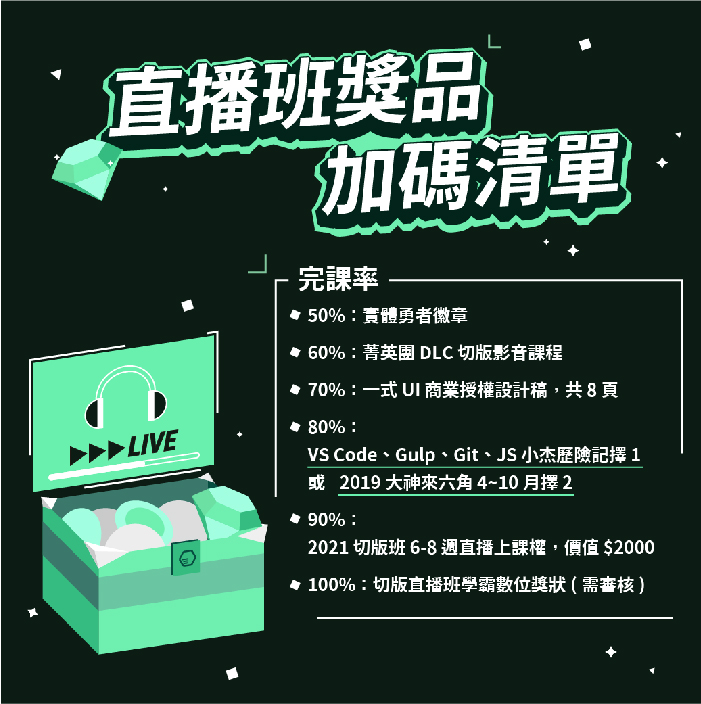 直播班獎品
加碼清單
完課率
50%：實體勇者徽章
60%：菁英團 DLC 切版影音課程
70%：一式 UI 商業授權設計稿，共 8 頁
80%：
VS Code、Gulp、Git、JS 小杰歷險記擇 1
或 2019 大神來六角 4~10 月擇 2
90%：
2021 切版班 6-8 週直播上課權，價值 $2000
100%：切版直播班學霸數位獎狀 ( 需審核 )
LIVE